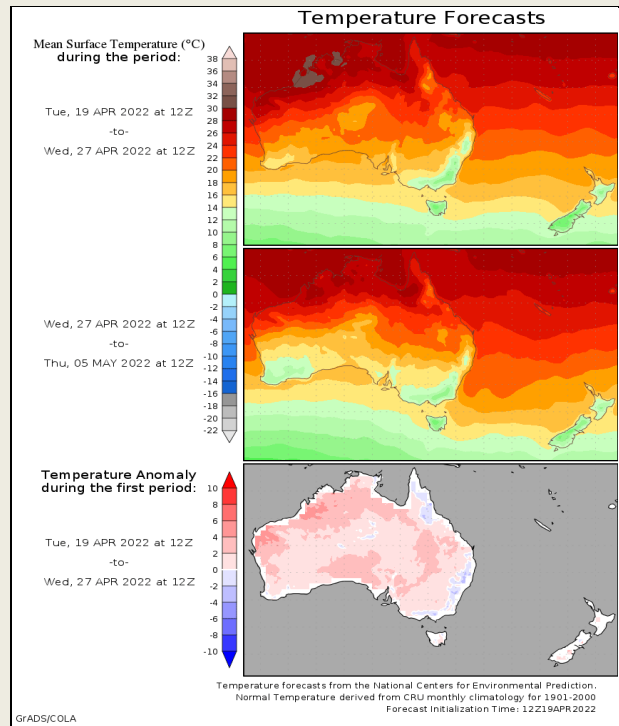 Temperature Forecasts
Mean Surface Temperature (°C)
during the period:
38
36
34
32
30
28
26
24
22
20
18
16
14
12
10
8
6
4
2
0
-2
-4
-6
-8
-10
-12
-14
-16
-18
-20
-22
Tue, 19 APR 2022 at 12Z
-to-
Wed, 27 APR 2022 at 12Z
Wed, 27 APR 2022 at 12Z
-to-
Thu, 05 MAY 2022 at 12Z
Temperature Anomaly
during the first period:
10
8
6
4
2
0
-2
-4
-6
-8
-10
Tue, 19 APR 2022 at 12Z
-to-
Wed, 27 APR 2022 at 12Z
Temperature forecasts from the National Centers for Environmental Prediction.
Normal Temperature derived from CRU monthly climatology for 1901-2000
Forecast Initialization Time: 12Z19APR2022
GrADS/COLA